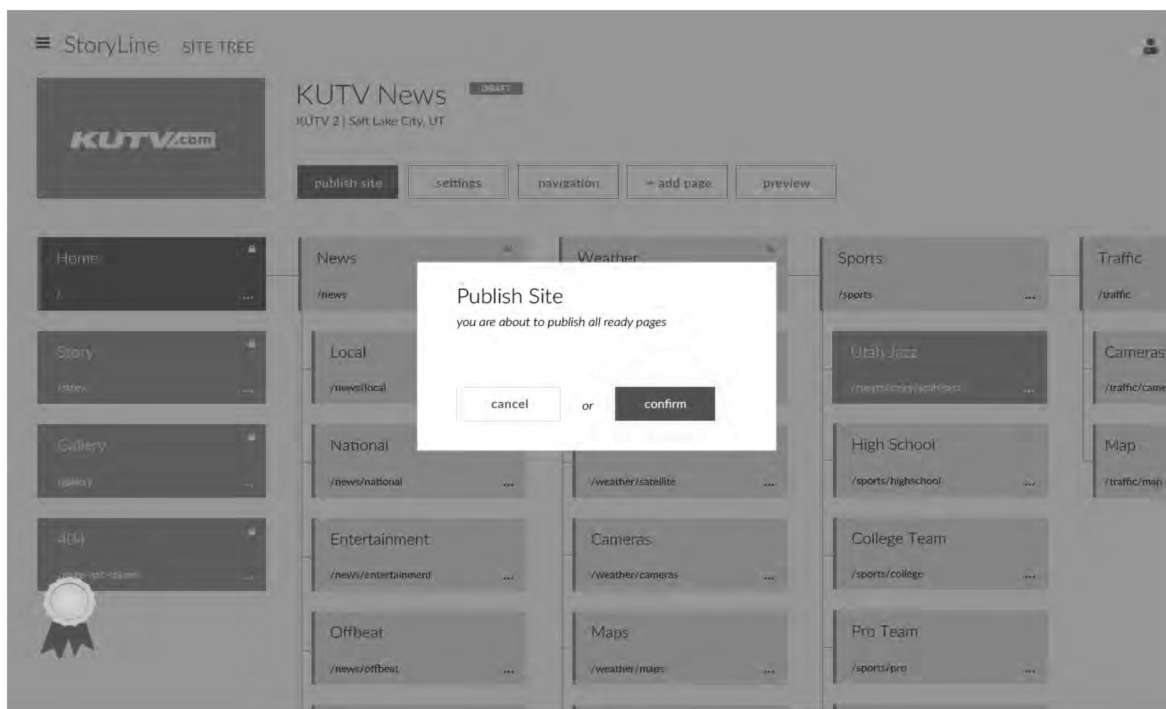 StoryLine SITE TREE
KUTV.com
KUTV News DRAFT
KUTV 2 | Salt Lake City, UT
publish site settings navigation + add page preview
Home
/
...
Story
...
Gallery
...
404
...
News
/news
Local
/news/local
National
/news/national ...
Entertainment
/news/entertainment ...
Offbeat
/news/offbeat ...
Weather
/weather/satellite ...
Cameras
/weather/cameras ...
Maps
/weather/maps ...
Sports
/sports ...
Utah Jazz
...
High School
/sports/highschool ...
College Team
/sports/college ...
Pro Team
/sports/pro ...
Traffic
/traffic
Cameras
/traffic/came
Map
/traffic/map
Publish Site
you are about to publish all ready pages
cancel or confirm